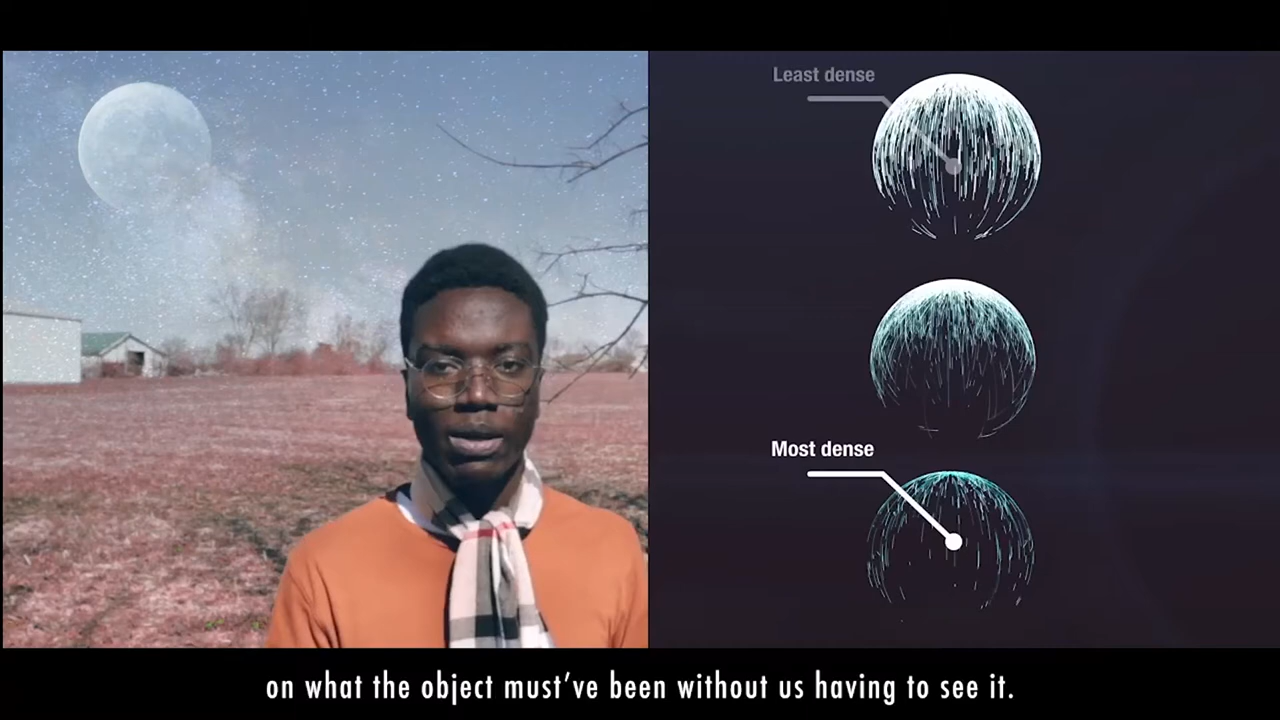 Least dense
Most dense
on what the object must've been without us having to see it.